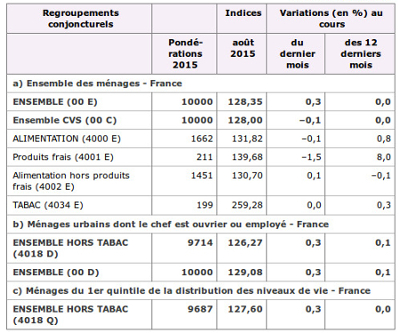 Regroupements conjoncturels
Pondé-
rations
2015
Indices
août
2015
Variations (en %) au cours
du
dernier
mois
des 12
derniers
mois
a) Ensemble des ménages - France
ENSEMBLE (00 E) 10000 128,35 0,3 0,0
Ensemble CVS (00 C) 10000 128,00 −0,1 0,0
ALIMENTATION (4000 E) 1662 131,82 −0,1 0,8
Produits frais (4001 E) 211 139,68 −1,5 8,0
Alimentation hors produits
frais (4002 E) 1451 130,70 0,1 −0,1
TABAC (4034 E) 199 259,28 0,0 0,3
b) Ménages urbains dont le chef est ouvrier ou employé - France
ENSEMBLE HORS TABAC
(4018 D) 9714 126,27 0,3 0,1
ENSEMBLE (00 D) 10000 129,08 0,3 0,1
c) Ménages du 1er quintile de la distribution des niveaux de vie - France
ENSEMBLE HORS TABAC
(4018 Q) 9687 127,60 0,3 0,0